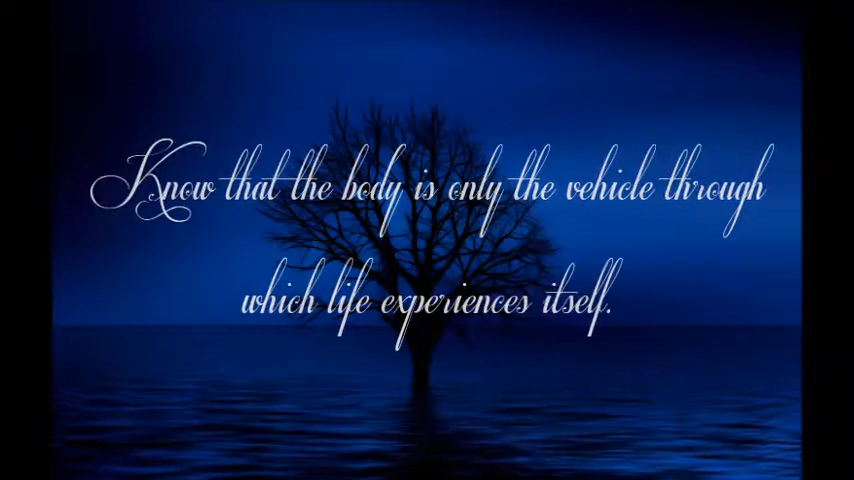 Know that the body is only the vehicle through
which life experiences itself.